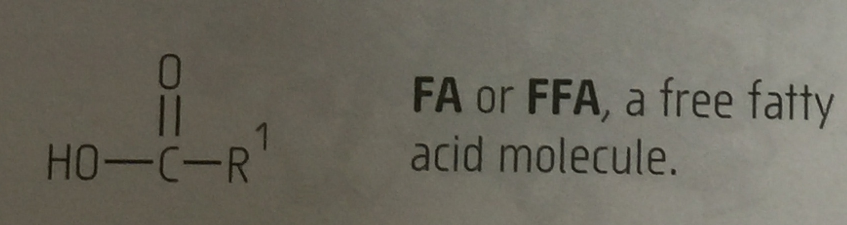 O
HO—C—R¹
FA or FFA, a free fatty
acid molecule.